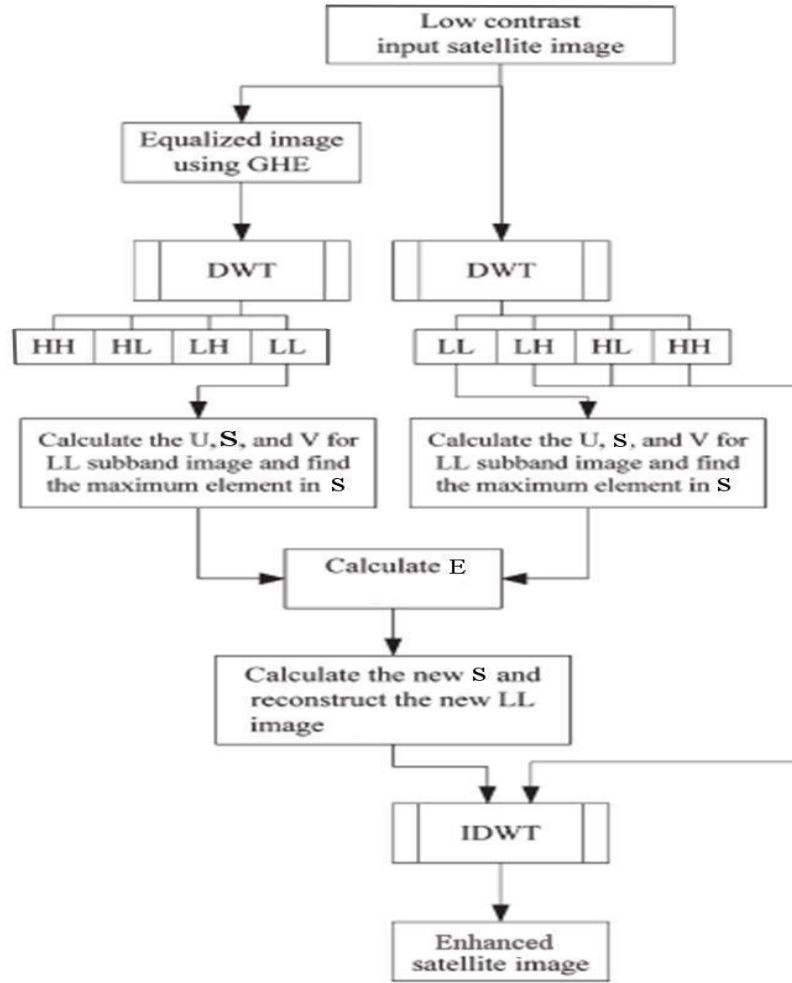 Low contrast
input satellite image
Equalized image
using GHE
DWT
DWT
HH HL LH LL
LL LH HL HH
Calculate the U, S, and V for
LL subband image and find
the maximum element in S
Calculate the U, S, and V for
LL subband image and find
the maximum element in S
Calculate E
Calculate the new S and
reconstruct the new LL
image
IDWT
Enhanced
satellite image